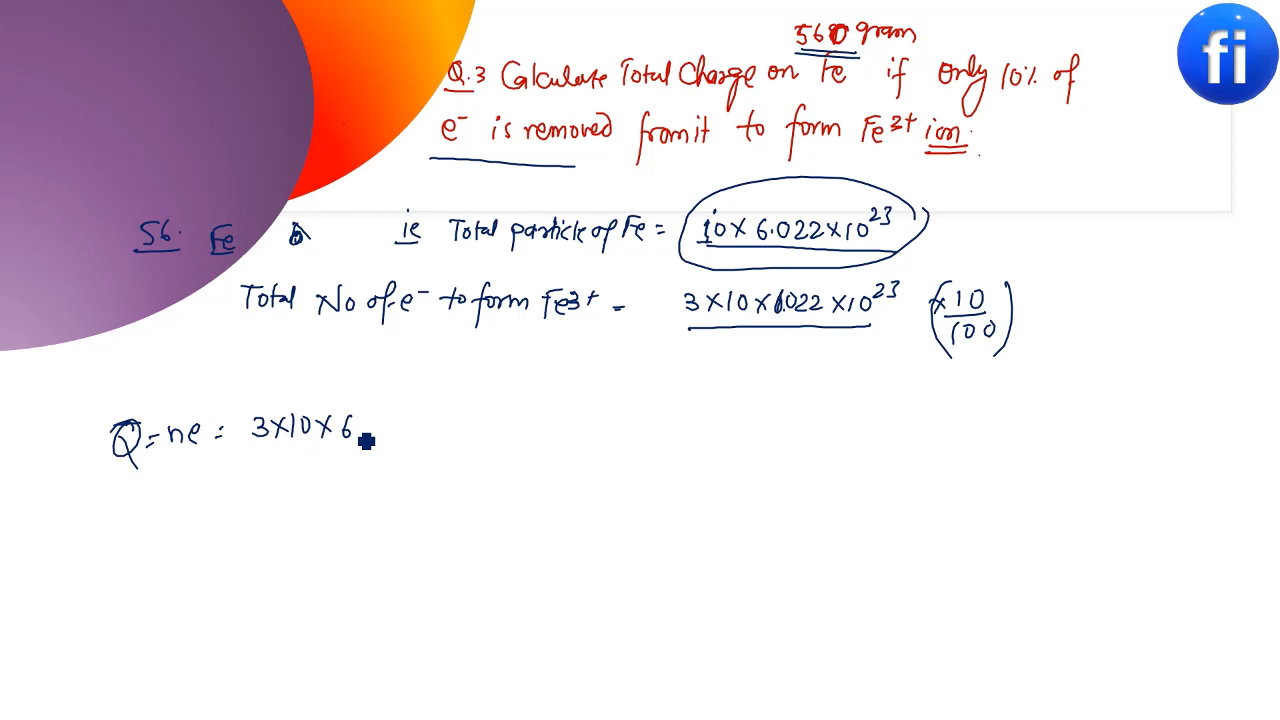 560 gram
fi
Q.3 Calculate Total Charge on Fe if only 10% of
e⁻ is removed from it to form Fe³⁺ ion.
56. Fe ie Total particle of Fe = 10 × 6.022 × 10²³
Total No of e⁻ to form Fe³⁺ = 3 × 10 × 6.022 × 10²³ (× 10/100)
Q = ne = 3 × 10 × 6